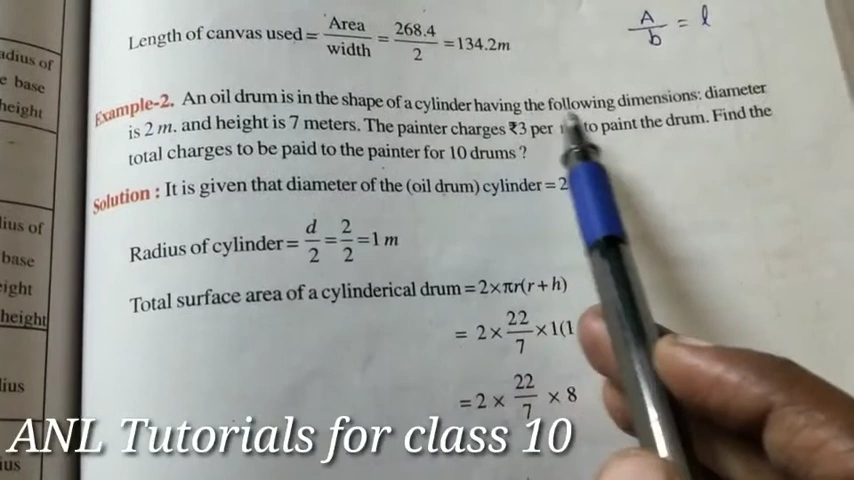 Length of canvas used = Area / width = 268.4 / 2 = 134.2m
A / b = l
Example-2. An oil drum is in the shape of a cylinder having the following dimensions: diameter
is 2 m. and height is 7 meters. The painter charges ₹3 per to paint the drum. Find the
total charges to be paid to the painter for 10 drums ?
Solution : It is given that diameter of the (oil drum) cylinder = 2
Radius of cylinder = d / 2 = 2 / 2 = 1 m
Total surface area of a cylinderical drum = 2×πr(r + h)
= 2× 22 / 7 ×1(1
= 2 × 22 / 7 × 8
adius of
e base
height
lius of
base
eight
height
lius
us
ANL Tutorials for class 10